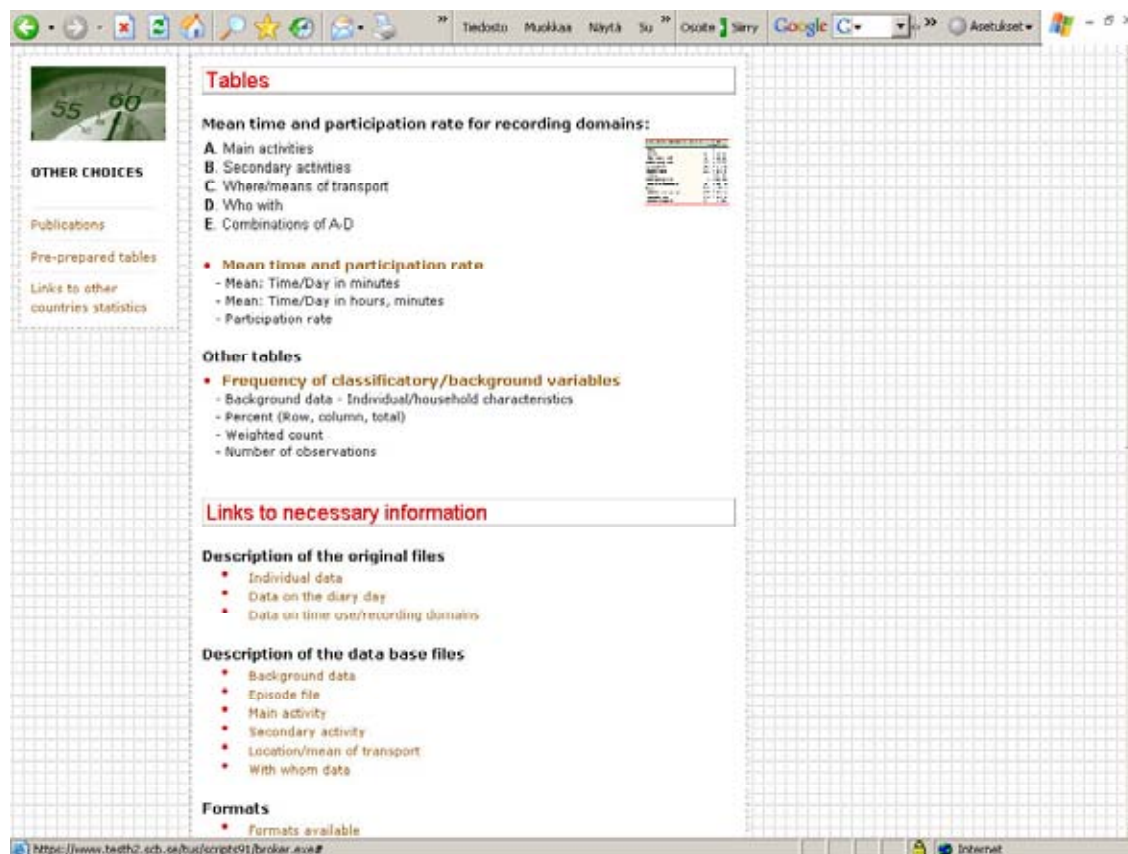 » Tiedosto Muokkaa Näytä Su » Osoite Siirry Google G » Asetukset
55 60
OTHER CHOICES
Publications
Pre-prepared tables
Links to other
countries statistics
Tables
Mean time and participation rate for recording domains:
A. Main activities
B. Secondary activities
C. Where/means of transport
D. Who with
E. Combinations of A-D
• Mean time and participation rate
- Mean: Time/Day in minutes
- Mean: Time/Day in hours, minutes
- Participation rate
Other tables
• Frequency of classificatory/background variables
- Background data - Individual/household characteristics
- Percent (Row, column, total)
- Weighted count
- Number of observations
Links to necessary information
Description of the original files
• Individual data
• Data on the diary day
• Data on time use/recording domains
Description of the data base files
• Background data
• Episode file
• Main activity
• Secondary activity
• Location/mean of transport
• With whom data
Formats
• Formats available
https://www.testh2.scb.se/tus/scripts91/broker.exe# Internet